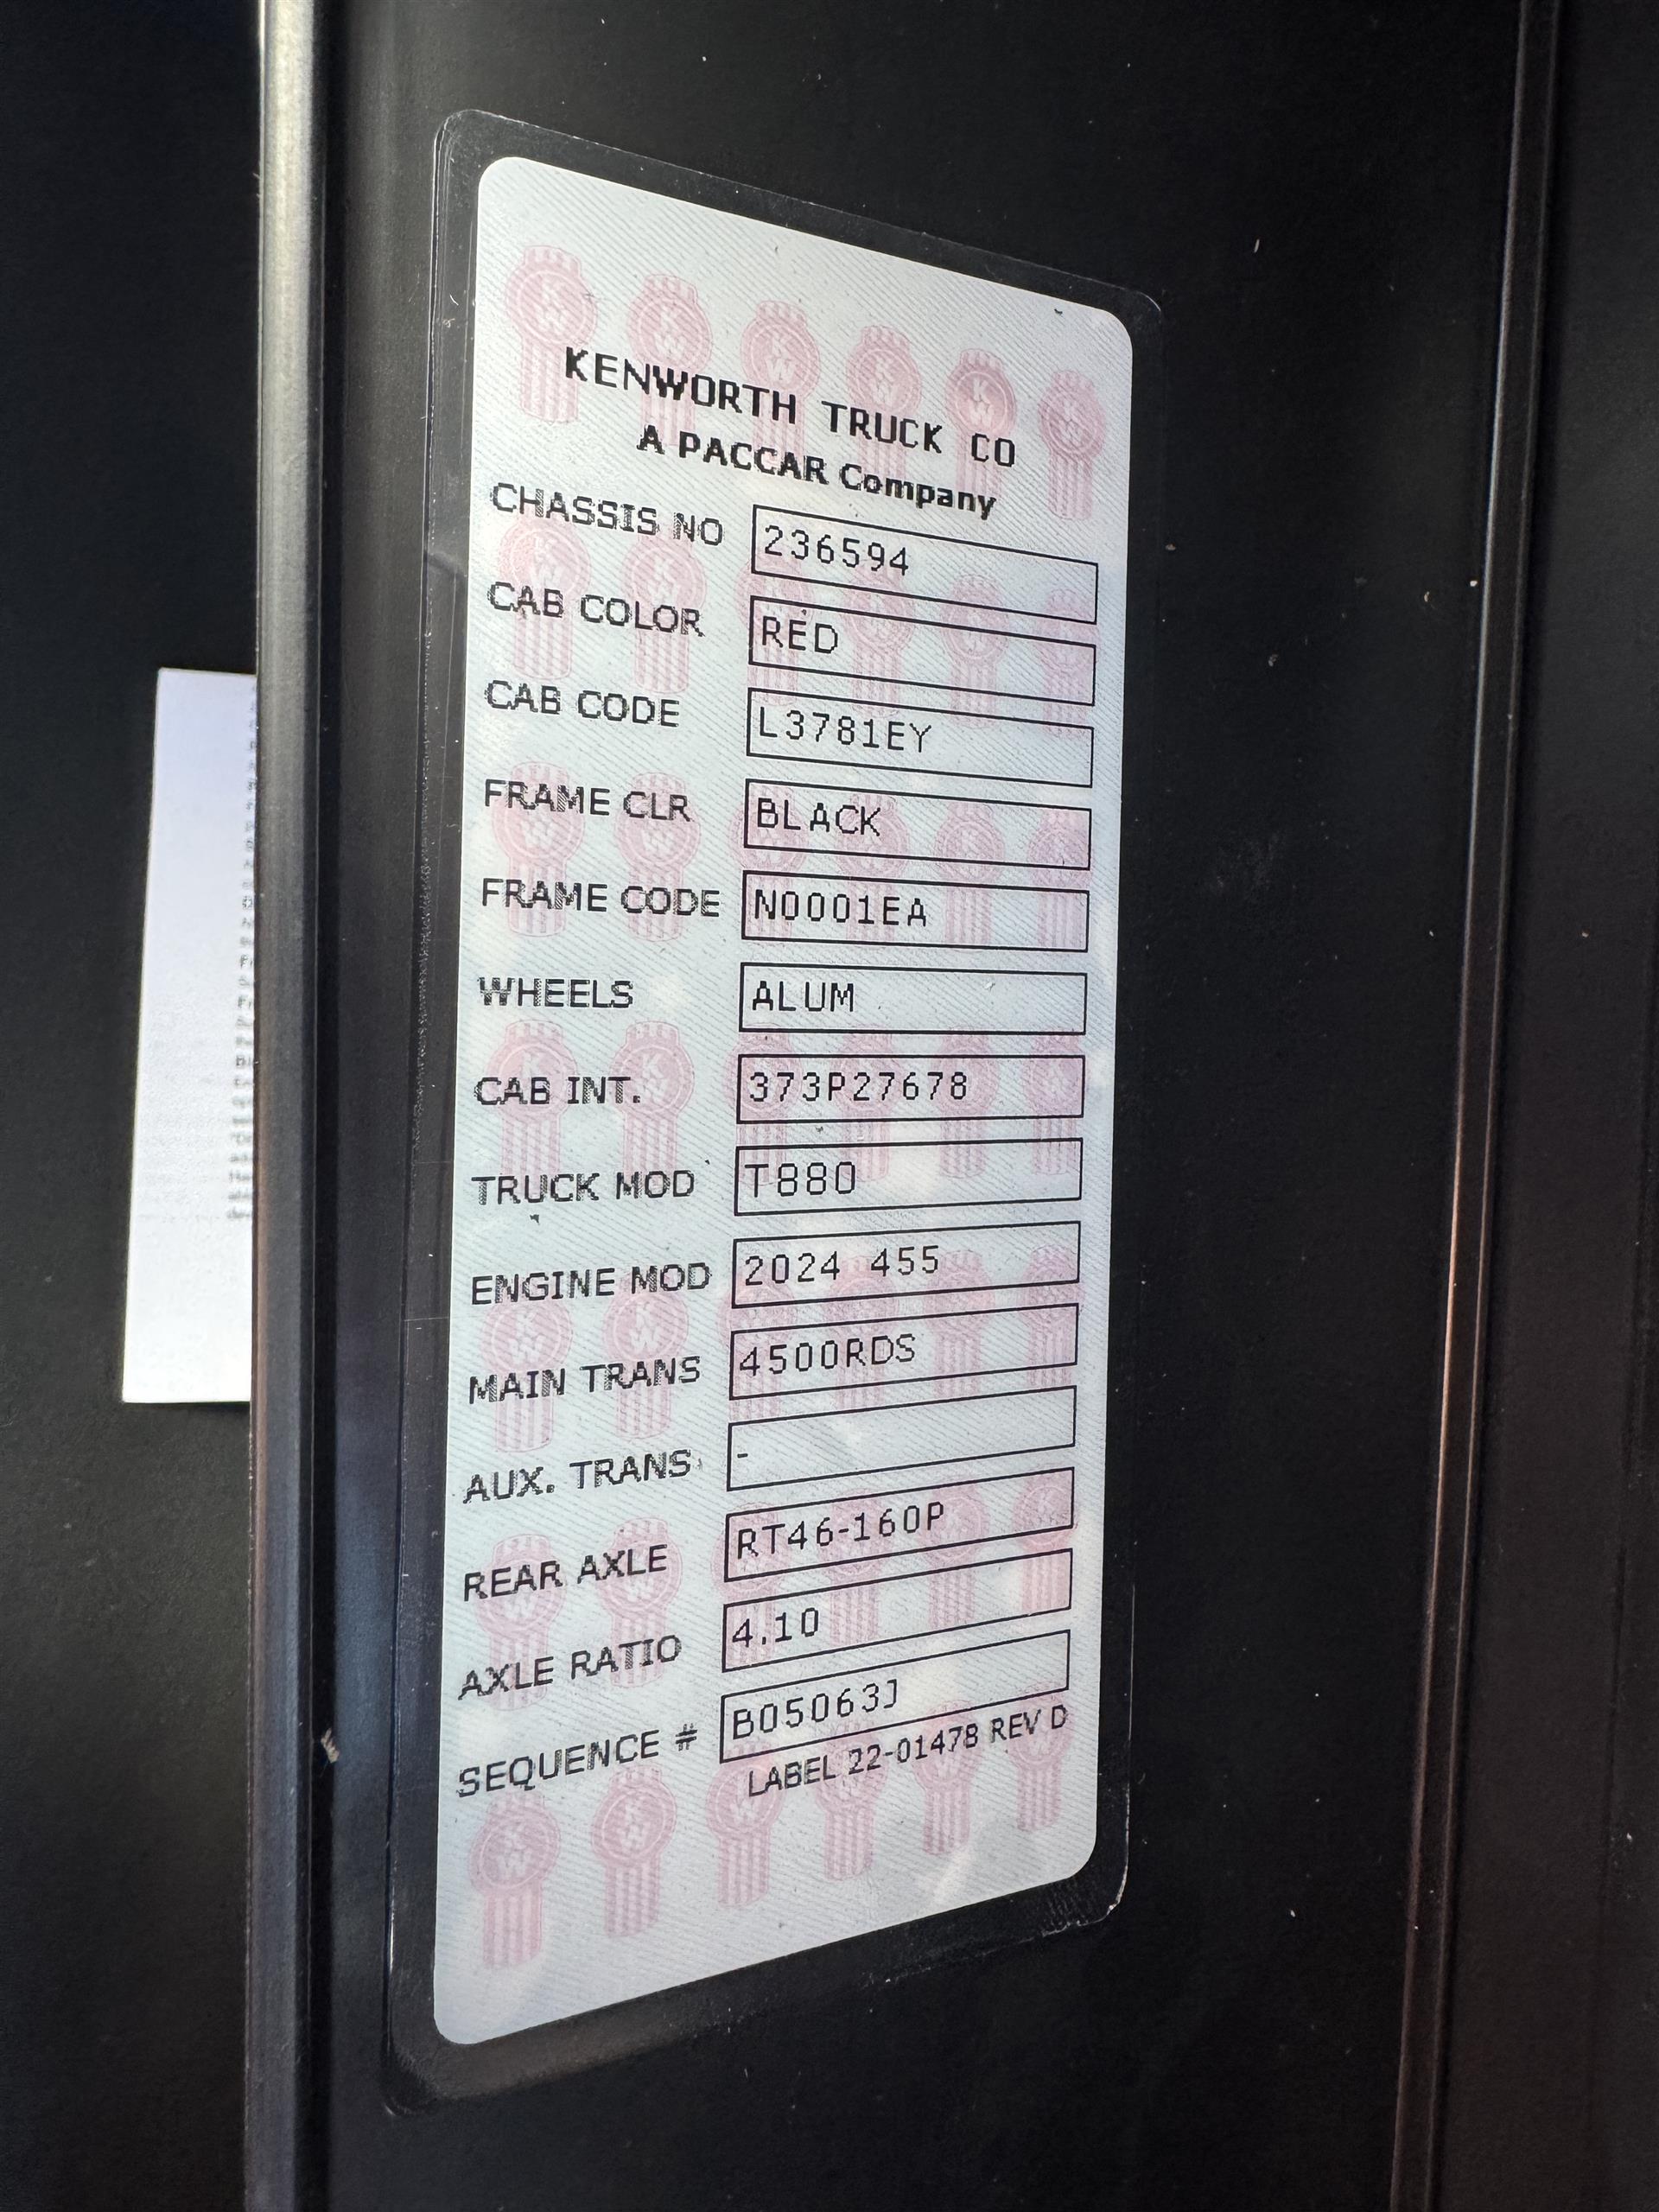 KENWORTH TRUCK CO
A PACCAR Company
CHASSIS NO 236594
CAB COLOR RED
CAB CODE L3781EY
FRAME CLR BLACK
FRAME CODE N0001EA
WHEELS ALUM
CAB INT. 373P27678
TRUCK MOD T880
ENGINE MOD 2024 455
MAIN TRANS 4500RDS
AUX. TRANS. -
REAR AXLE RT46-160P
AXLE RATIO 4.10
SEQUENCE # B05063J
LABEL 22-01478 REV D